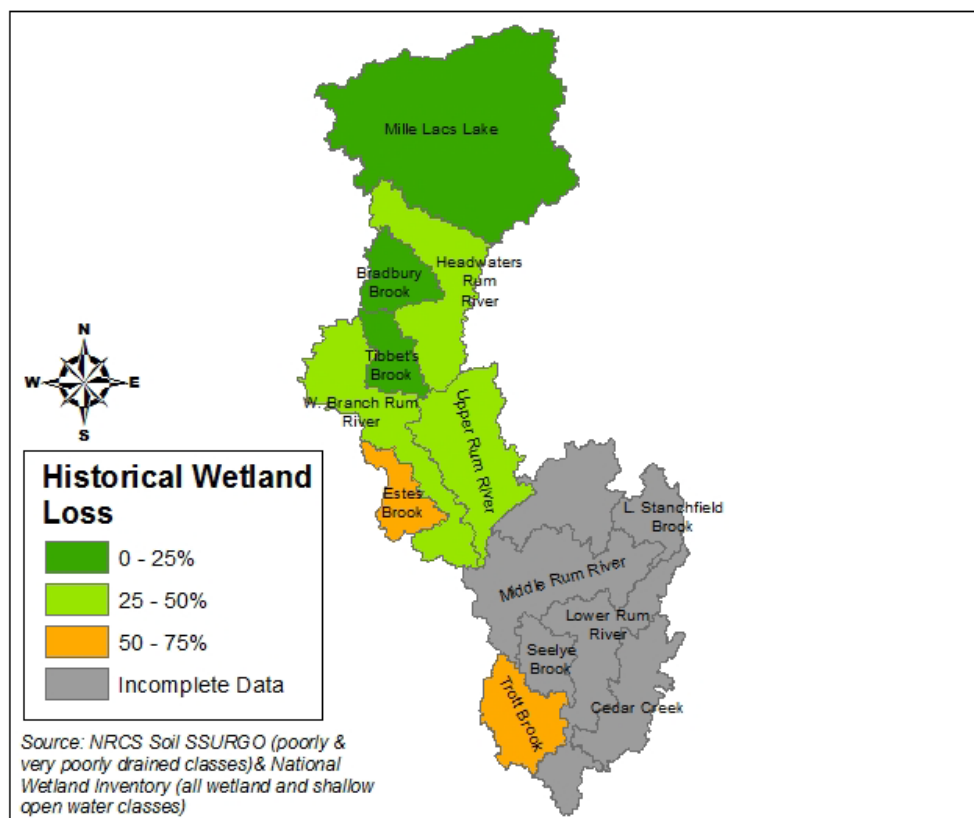 Mille Lacs Lake
Headwaters
Rum
River
Bradbury
Brook
Tibbet's
Brook
W. Branch Rum
River
Upper Rum River
Estes
Brook
L. Stanchfield
Brook
Middle Rum River
Lower Rum
River
Seelye
Brook
Trott Brook
Cedar Creek
N
W
E
S
Historical Wetland
Loss
0 - 25%
25 - 50%
50 - 75%
Incomplete Data
Source: NRCS Soil SSURGO (poorly &
very poorly drained classes)& National
Wetland Inventory (all wetland and shallow
open water classes)